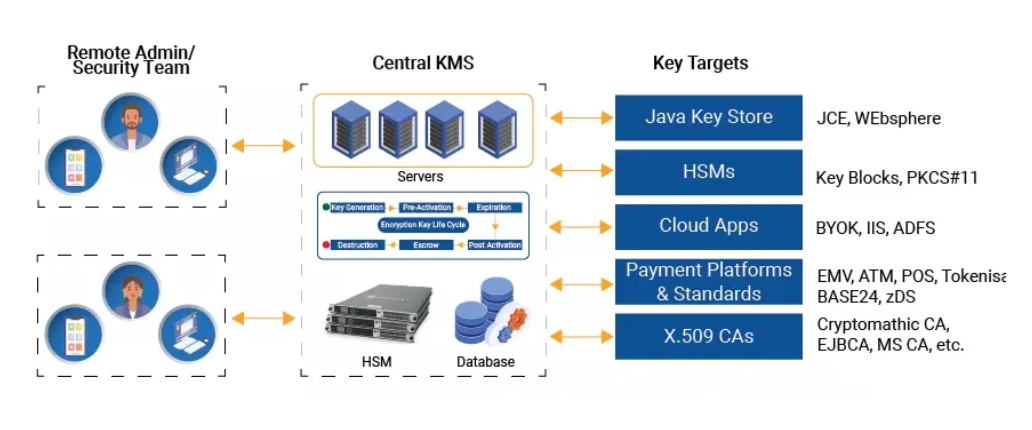 Remote Admin/
Security Team
Central KMS
Key Targets
Servers
Key Generation
Pre-Activation
Expiration
Encryption Key Life Cycle
Destruction
Escrow
Post Activation
HSM
Database
Java Key Store
JCE, WEbsphere
HSMs
Key Blocks, PKCS#11
Cloud Apps
BYOK, IIS, ADFS
Payment Platforms
& Standards
EMV, ATM, POS, Tokenisa
BASE24, zDS
X.509 CAs
Cryptomathic CA,
EJBCA, MS CA, etc.